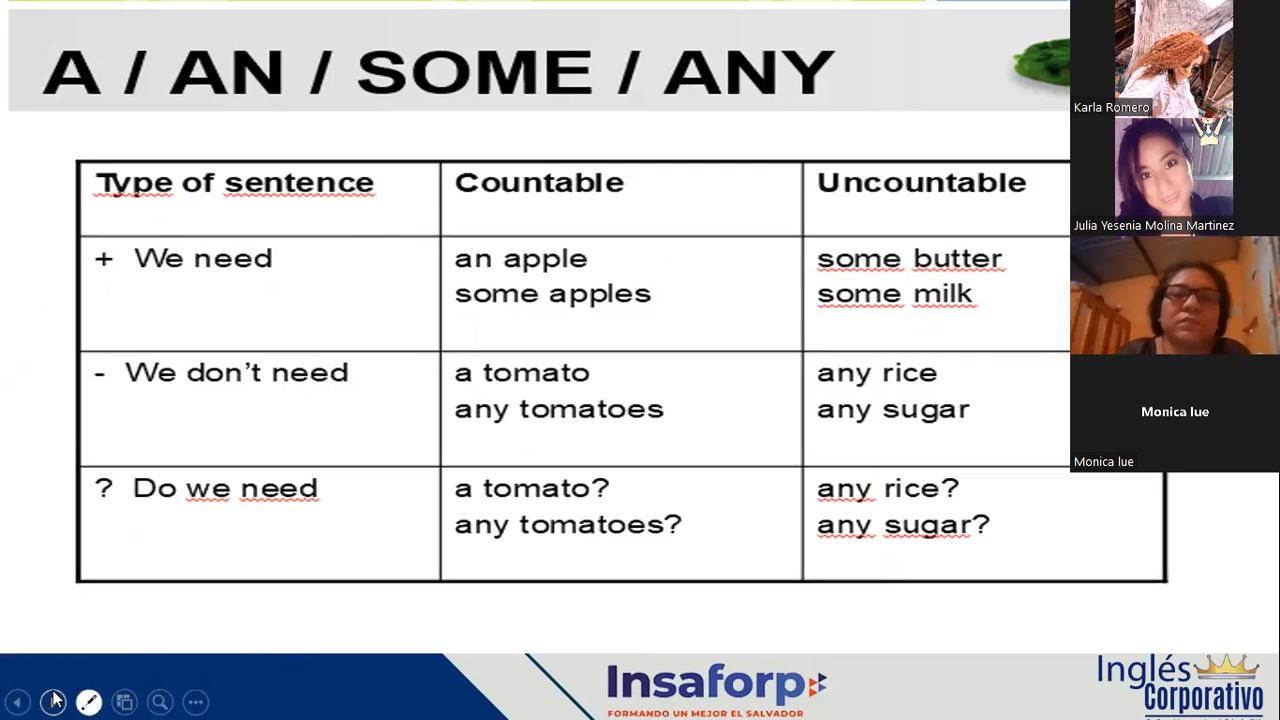 A / AN / SOME / ANY
Type of sentence Countable Uncountable
+ We need an apple some butter
some apples some milk
- We don't need a tomato any rice
any tomatoes any sugar
? Do we need a tomato? any rice?
any tomatoes? any sugar?
Karla Romero
Julia Yesenia Molina Martinez
Monica lue
Monica lue
Insaforp
FORMANDO UN MEJOR EL SALVADOR
Inglés
Corporativo